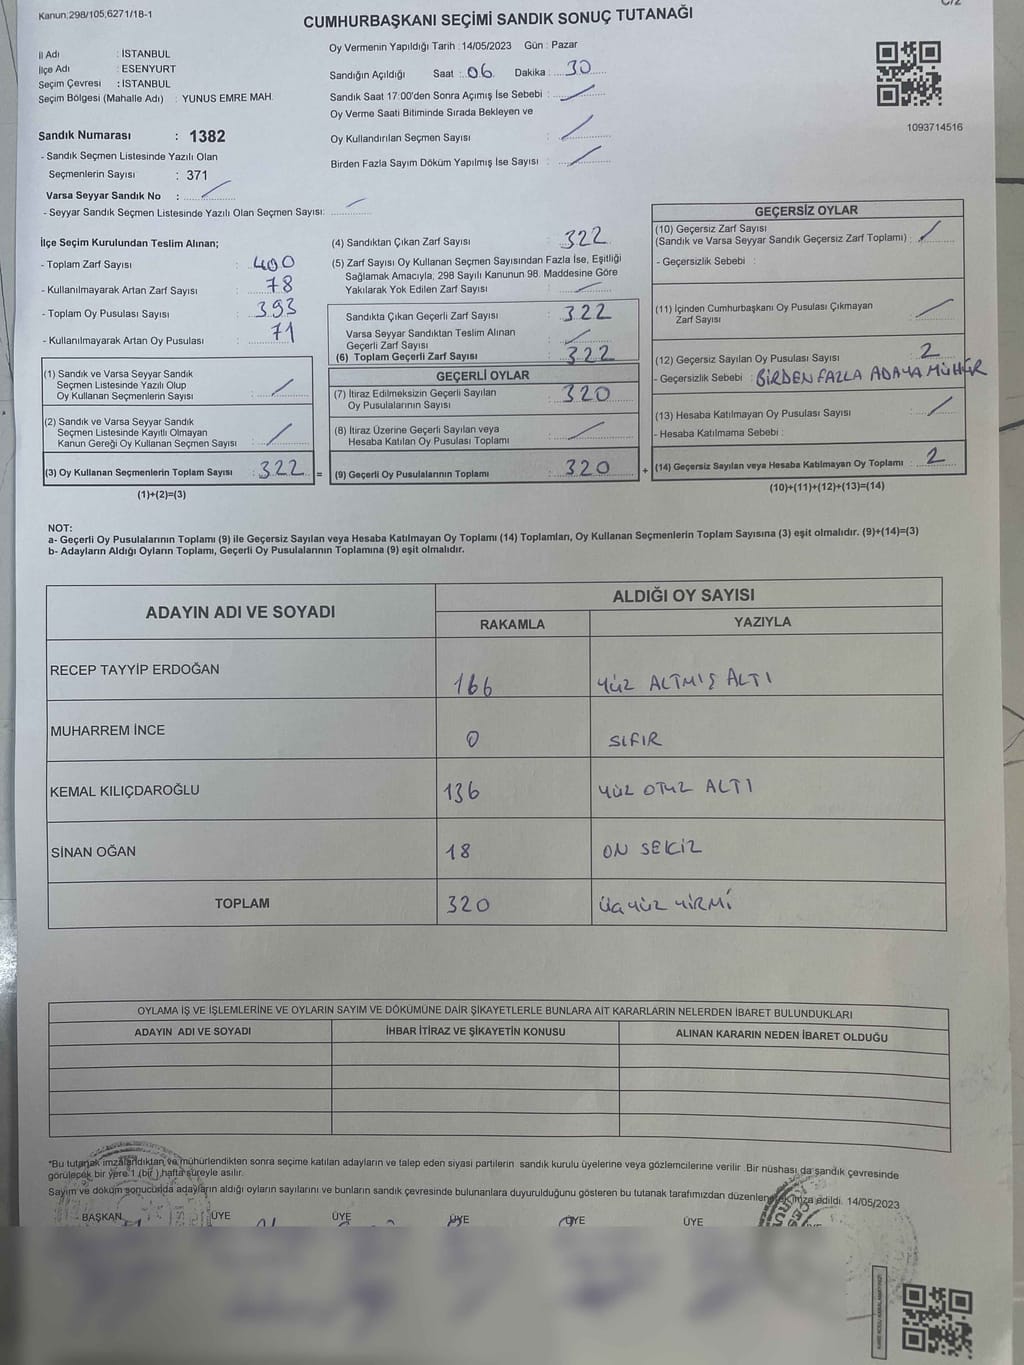 Kanun;298/105;6271/18-1
CUMHURBAŞKANI SEÇİMİ SANDIK SONUÇ TUTANAĞI
C/2
İl Adı : İSTANBUL
İlçe Adı : ESENYURT
Seçim Çevresi : İSTANBUL
Seçim Bölgesi (Mahalle Adı) : YUNUS EMRE MAH.
Oy Vermenin Yapıldığı Tarih : 14/05/2023 Gün : Pazar
Sandığın Açıldığı Saat : 06 Dakika : 30
Sandık Saat 17:00'den Sonra Açımış İse Sebebi :
Oy Verme Saati Bitiminde Sırada Bekleyen ve
Oy Kullandırılan Seçmen Sayısı :
Birden Fazla Sayım Döküm Yapılmış İse Sayısı :
1093714516
Sandık Numarası : 1382
- Sandık Seçmen Listesinde Yazılı Olan
Seçmenlerin Sayısı : 371
Varsa Seyyar Sandık No :
- Seyyar Sandık Seçmen Listesinde Yazılı Olan Seçmen Sayısı:
İlçe Seçim Kurulundan Teslim Alınan;
- Toplam Zarf Sayısı : 400
- Kullanılmayarak Artan Zarf Sayısı : 78
- Toplam Oy Pusulası Sayısı : 393
- Kullanılmayarak Artan Oy Pusulası : 71
(1) Sandık ve Varsa Seyyar Sandık
Seçmen Listesinde Yazılı Olup
Oy Kullanan Seçmenlerin Sayısı :
(2) Sandık ve Varsa Seyyar Sandık
Seçmen Listesinde Kayıtlı Olmayan
Kanun Gereği Oy Kullanan Seçmen Sayısı :
(3) Oy Kullanan Seçmenlerin Toplam Sayısı : 322 =
(1)+(2)=(3)
(4) Sandıktan Çıkan Zarf Sayısı : 322
(5) Zarf Sayısı Oy Kullanan Seçmen Sayısından Fazla İse, Eşitliği
Sağlamak Amacıyla; 298 Sayılı Kanunun 98. Maddesine Göre
Yakılarak Yok Edilen Zarf Sayısı :
Sandıkta Çıkan Geçerli Zarf Sayısı : 322
Varsa Seyyar Sandıktan Teslim Alınan
Geçerli Zarf Sayısı :
(6) Toplam Geçerli Zarf Sayısı : 322
GEÇERLİ OYLAR
(7) İtiraz Edilmeksizin Geçerli Sayılan
Oy Pusulalarının Sayısı : 320
(8) İtiraz Üzerine Geçerli Sayılan veya
Hesaba Katılan Oy Pusulası Toplamı :
(9) Geçerli Oy Pusulalarının Toplamı : 320 +
GEÇERSİZ OYLAR
(10) Geçersiz Zarf Sayısı
(Sandık ve Varsa Seyyar Sandık Geçersiz Zarf Toplamı) :
- Geçersizlik Sebebi :
(11) İçinden Cumhurbaşkanı Oy Pusulası Çıkmayan
Zarf Sayısı :
(12) Geçersiz Sayılan Oy Pusulası Sayısı : 2
- Geçersizlik Sebebi : BİRDEN FAZLA ADAYA MÜHÜR
(13) Hesaba Katılmayan Oy Pusulası Sayısı :
- Hesaba Katılmama Sebebi :
(14) Geçersiz Sayılan veya Hesaba Katılmayan Oy Toplamı : 2
(10)+(11)+(12)+(13)=(14)
NOT:
a- Geçerli Oy Pusulalarının Toplamı (9) ile Geçersiz Sayılan veya Hesaba Katılmayan Oy Toplamı (14) Toplamları, Oy Kullanan Seçmenlerin Toplam Sayısına (3) eşit olmalıdır. (9)+(14)=(3)
b- Adayların Aldığı Oyların Toplamı, Geçerli Oy Pusulalarının Toplamına (9) eşit olmalıdır.
ADAYIN ADI VE SOYADI
ALDIĞI OY SAYISI
RAKAMLA YAZIYLA
RECEP TAYYİP ERDOĞAN 166 YÜZ ALTMIŞ ALTI
MUHARREM İNCE 0 SIFIR
KEMAL KILIÇDAROĞLU 136 YÜZ OTUZ ALTI
SİNAN OĞAN 18 ON SEKİZ
TOPLAM 320 ÜÇ YÜZ YİRMİ
OYLAMA İŞ VE İŞLEMLERİNE VE OYLARIN SAYIM VE DÖKÜMÜNE DAİR ŞİKAYETLERLE BUNLARA AİT KARARLARIN NELERDEN İBARET BULUNDUKLARI
ADAYIN ADI VE SOYADI İHBAR İTİRAZ VE ŞİKAYETİN KONUSU ALINAN KARARIN NEDEN İBARET OLDUĞU
*Bu tutanak imzalandıktan ve mühürlendikten sonra seçime katılan adayların ve talep eden siyasi partilerin sandık kurulu üyelerine veya gözlemcilerine verilir. Bir nüshası da sandık çevresinde
görülecek bir yere 1 (bir) hafta süreyle asılır.
Sayım ve döküm sonucunda adayların aldığı oyların sayılarını ve bunların sandık çevresinde bulunanlara duyurulduğunu gösteren bu tutanak tarafımızdan düzenlenerek imza edildi. 14/05/2023
BAŞKAN ÜYE ÜYE ÜYE ÜYE ÜYE